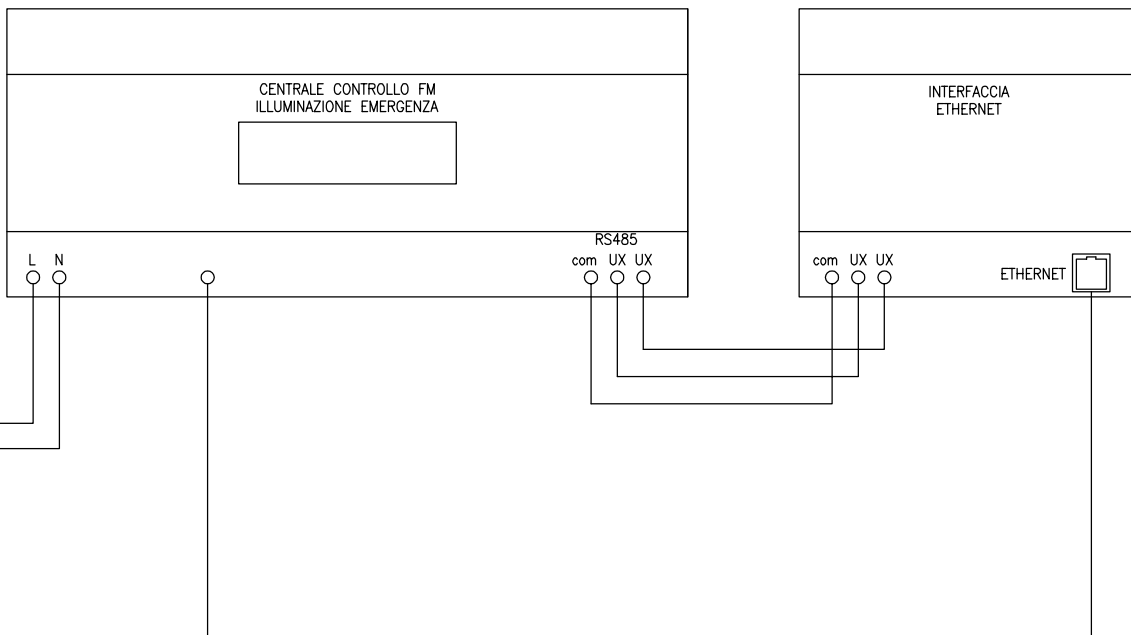 CENTRALE CONTROLLO FM
ILLUMINAZIONE EMERGENZA
INTERFACCIA
ETHERNET
RS485
L N
com UX UX
com UX UX
ETHERNET